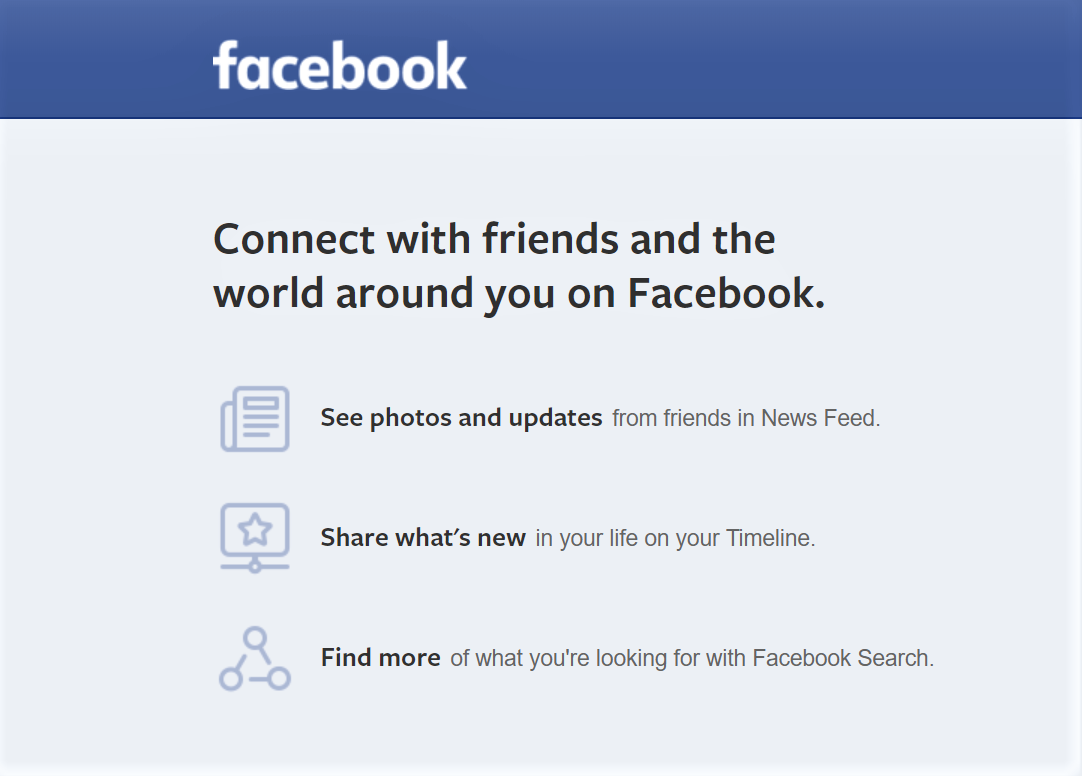 facebook
Connect with friends and the
world around you on Facebook.
See photos and updates from friends in News Feed.
Share what's new in your life on your Timeline.
Find more of what you're looking for with Facebook Search.